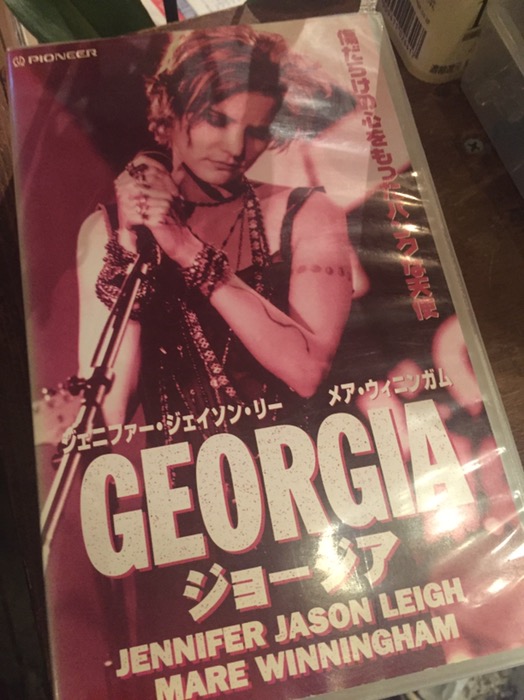 PIONEER
傷だらけの心をもったパンクな天使
ジェニファー・ジェイソン・リー
メア・ウィニンガム
GEORGIA
ジョージア
JENNIFER JASON LEIGH
MARE WINNINGHAM